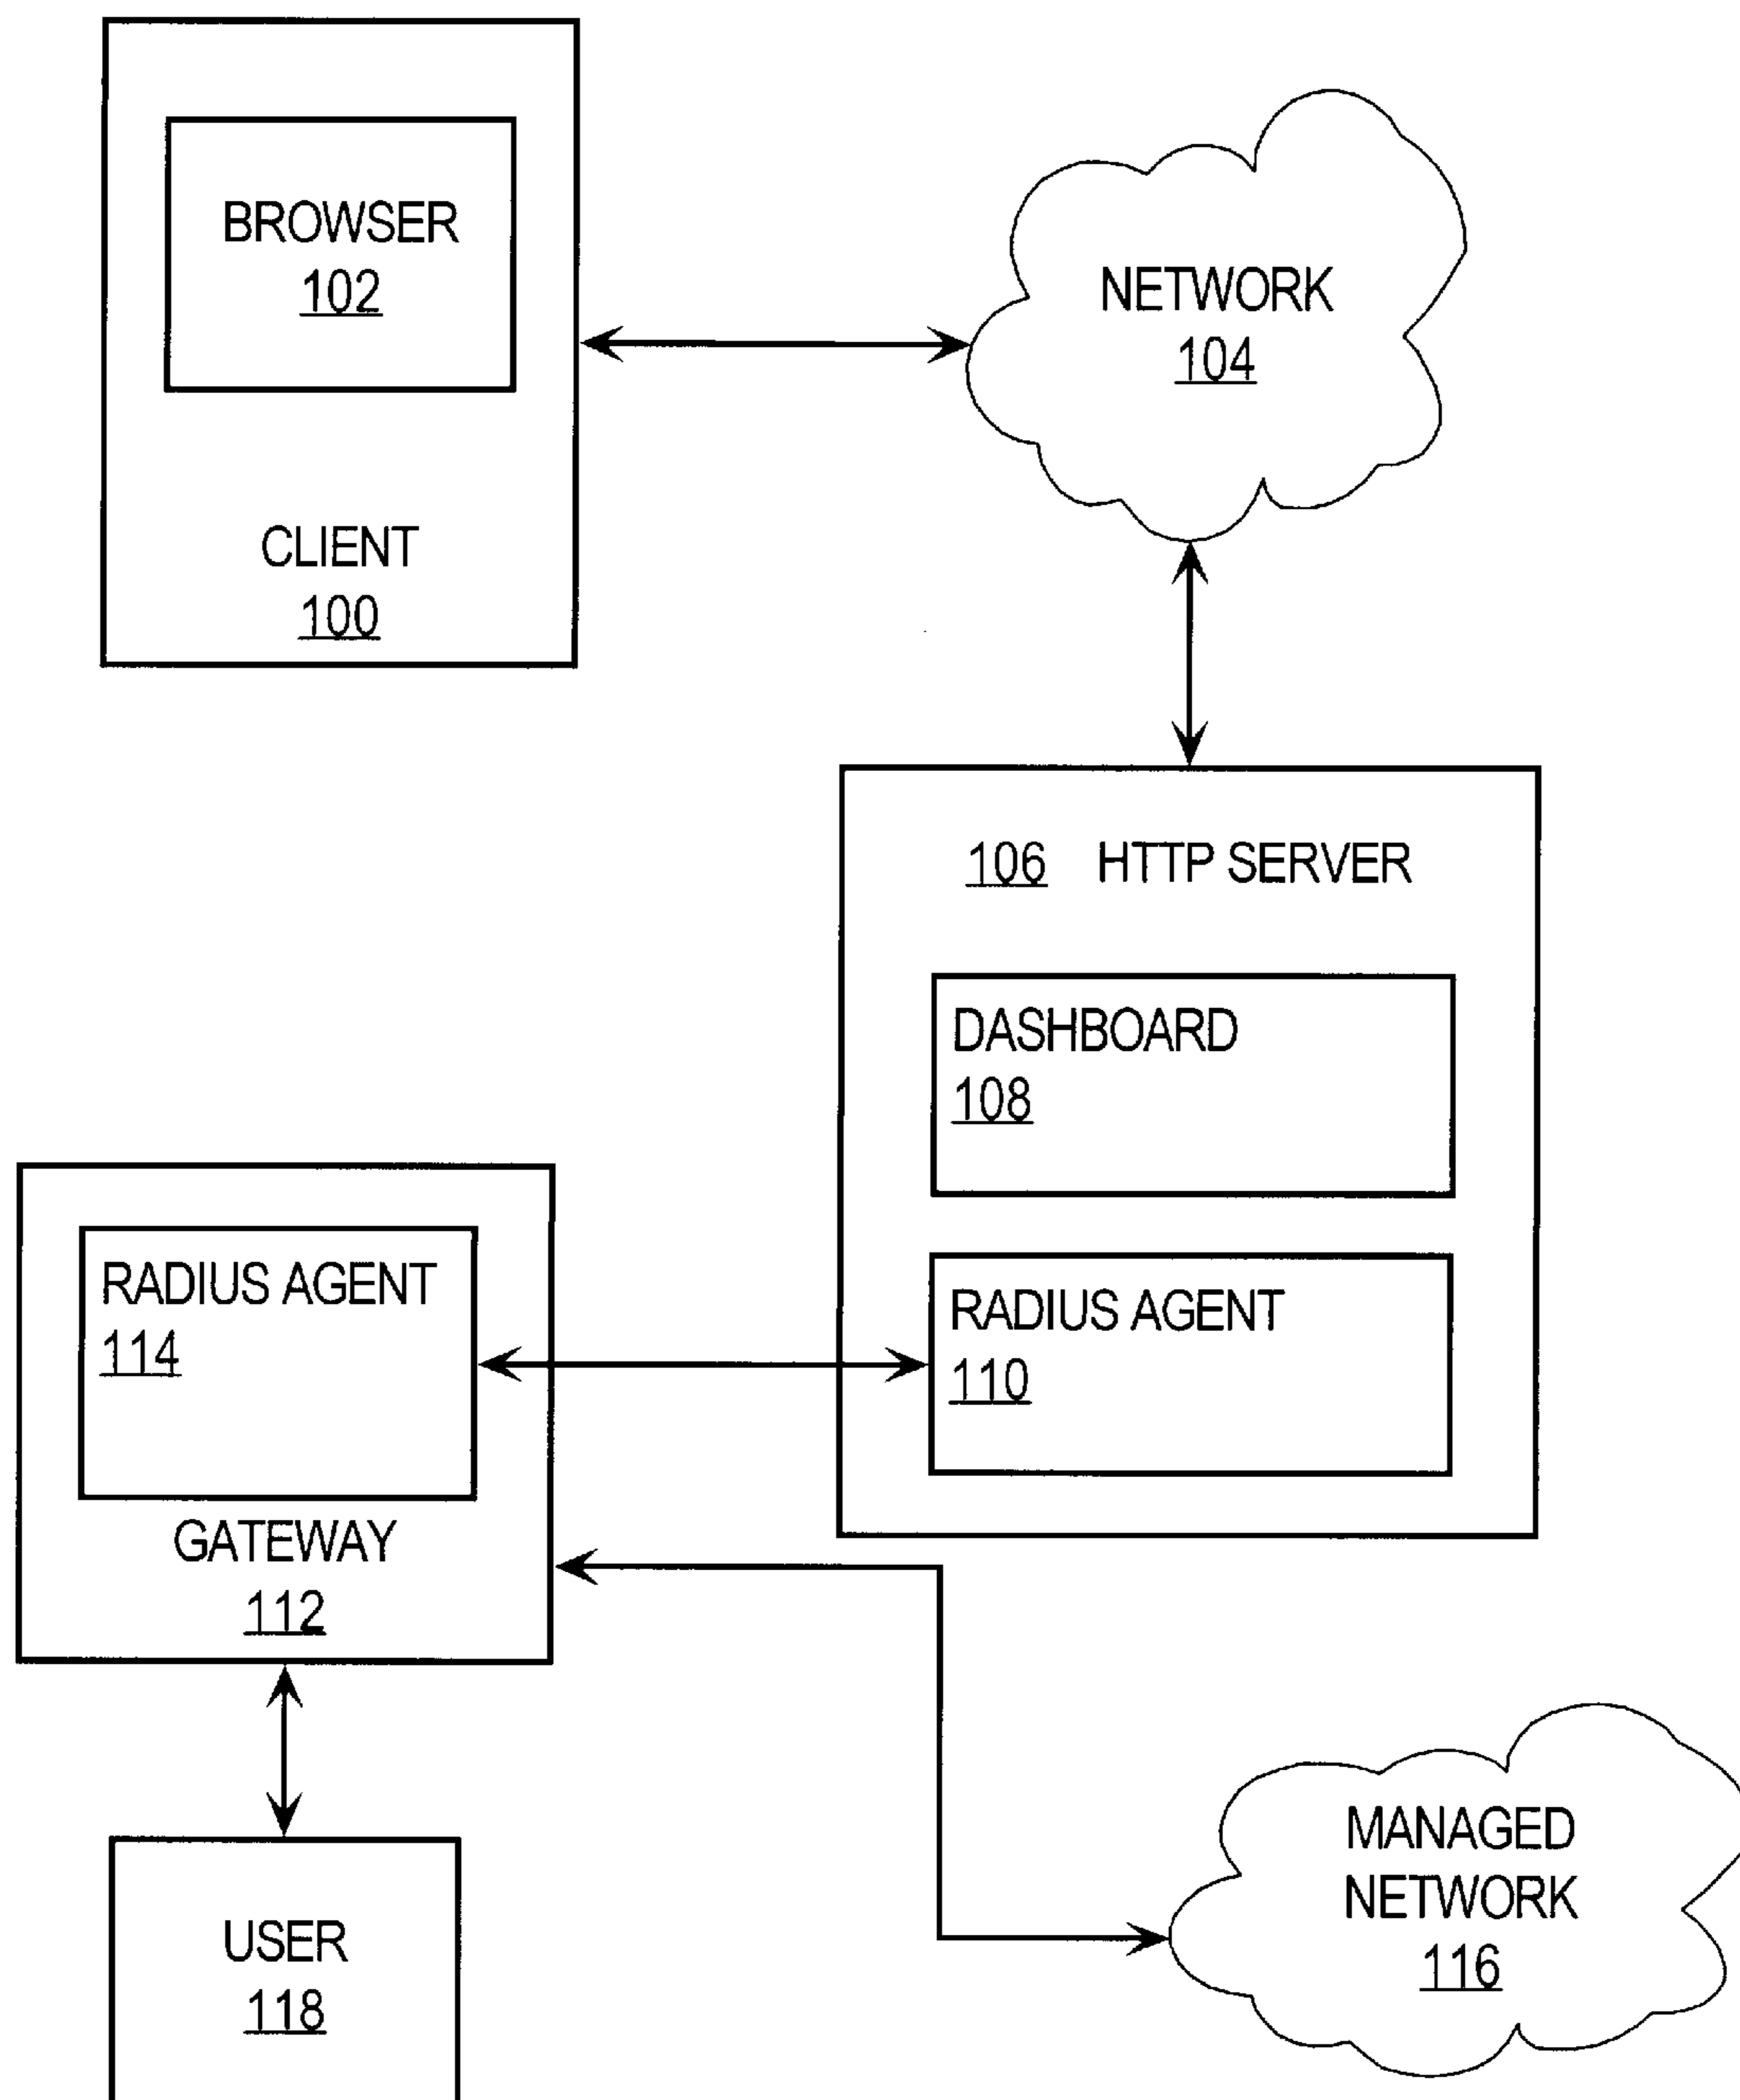 BROWSER
102
CLIENT
100
NETWORK
104
106 HTTP SERVER
DASHBOARD
108
RADIUS AGENT
110
RADIUS AGENT
114
GATEWAY
112
USER
118
MANAGED
NETWORK
116